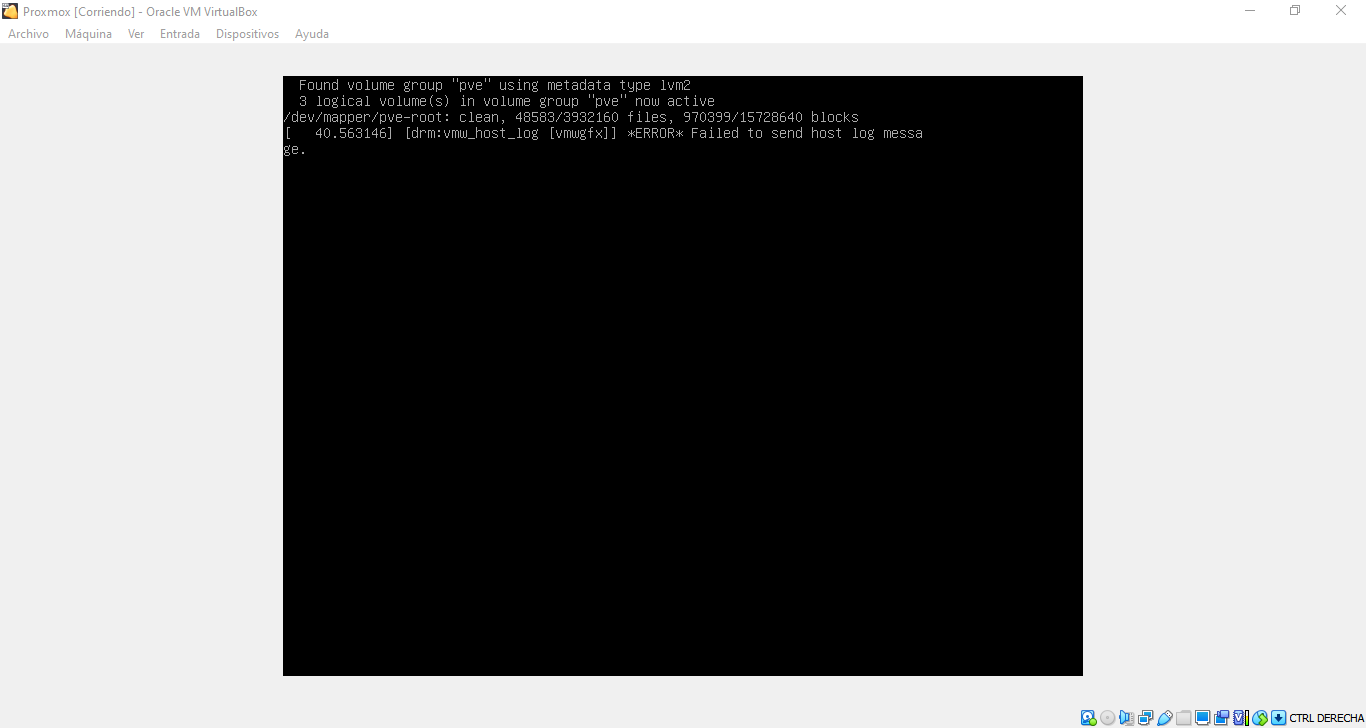 Proxmox [Corriendo] - Oracle VM VirtualBox
Archivo Máquina Ver Entrada Dispositivos Ayuda
Found volume group "pve" using metadata type lvm2
3 logical volume(s) in volume group "pve" now active
/dev/mapper/pve-root: clean, 48583/3932160 files, 970399/15728640 blocks
[   40.563146] [drm:vmw_host_log [vmwgfx]] *ERROR* Failed to send host log messa
ge.
CTRL DERECHA